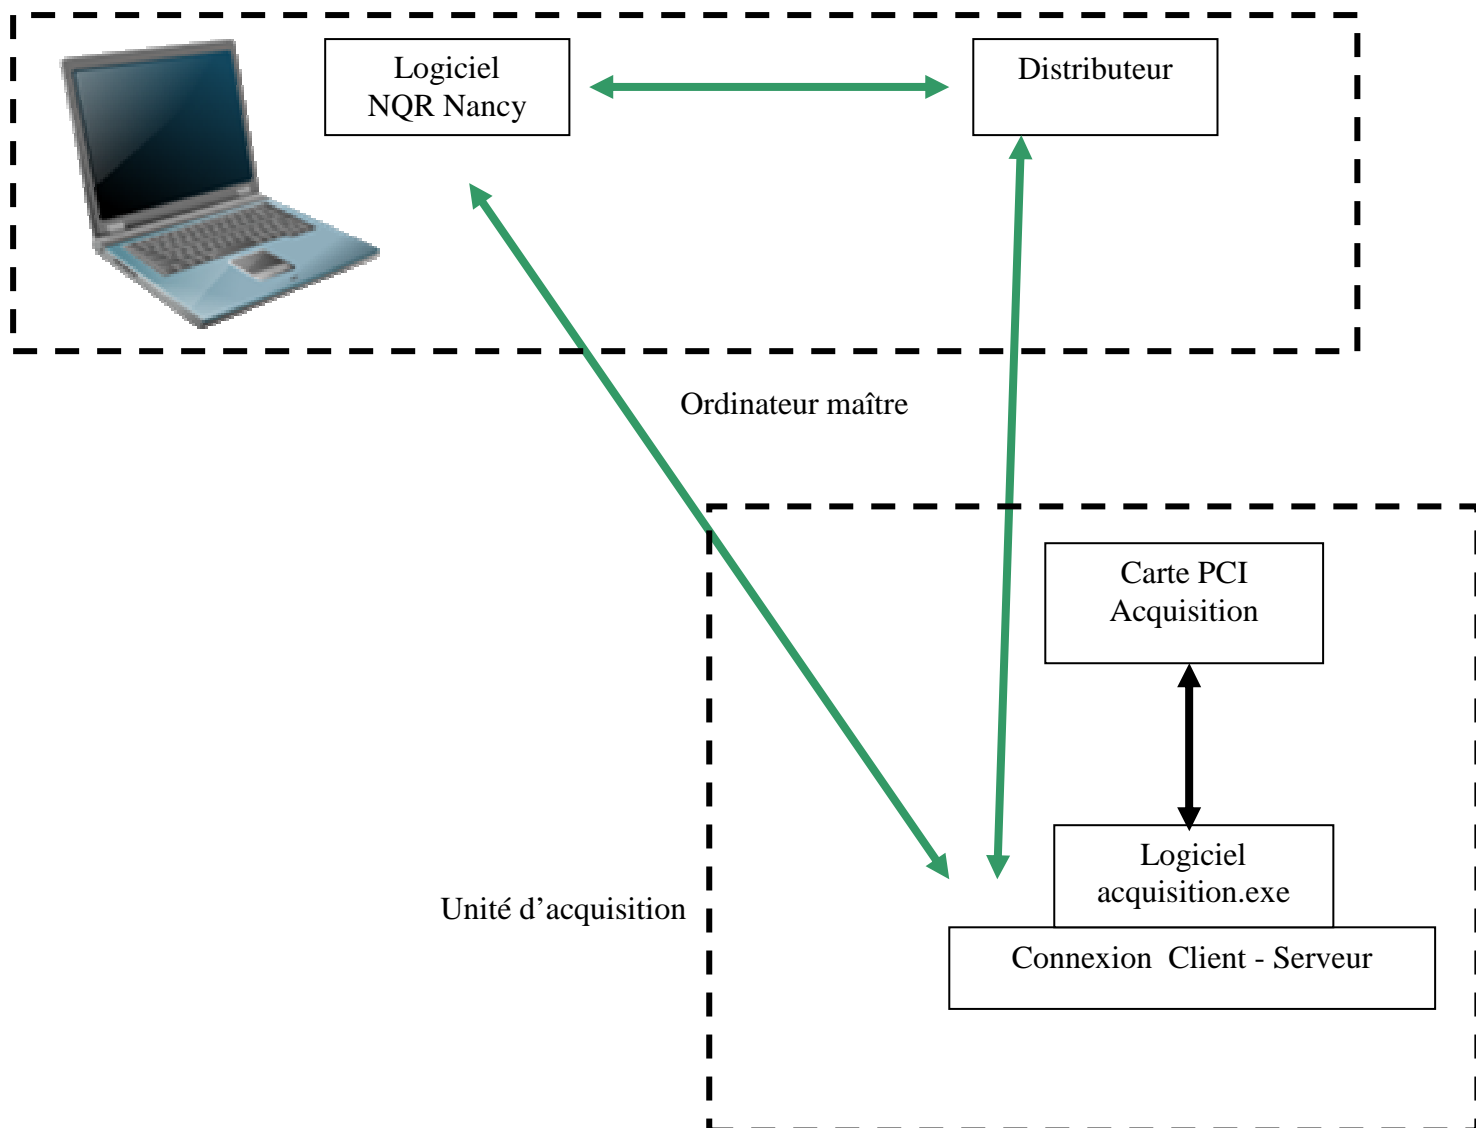 Logiciel
NQR Nancy
Distributeur
Ordinateur maître
Carte PCI
Acquisition
Logiciel
acquisition.exe
Unité d’acquisition
Connexion Client - Serveur